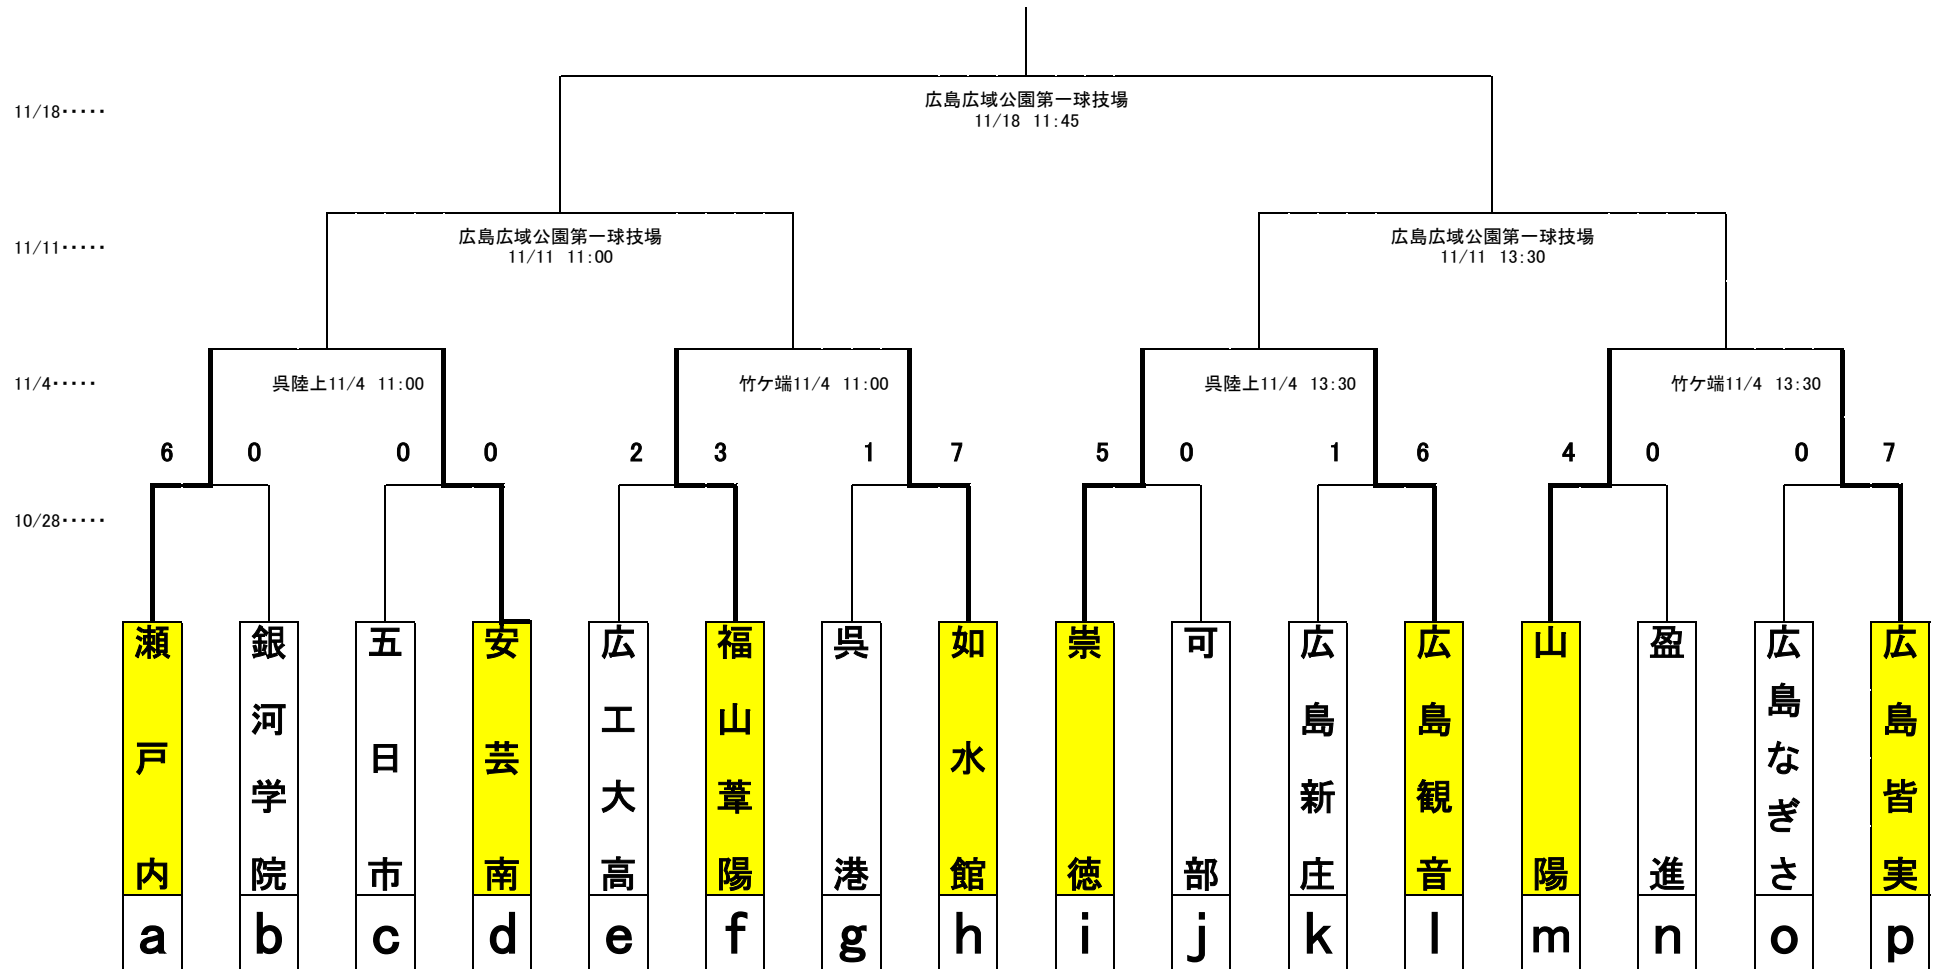 11/18・・・・・
広島広域公園第一球技場
11/18 11:45
11/11・・・・・
広島広域公園第一球技場
11/11 11:00
広島広域公園第一球技場
11/11 13:30
11/4・・・・・
呉陸上11/4 11:00
竹ケ端11/4 11:00
呉陸上11/4 13:30
竹ケ端11/4 13:30
6 0 0 0 2 3 1 7 5 0 1 6 4 0 0 7
10/28・・・・・
瀬戸内
銀河学院
五日市
安芸南
広工大高
福山葦陽
呉港
如水館
崇徳
可部
広島新庄
広島観音
山陽
盈進
広島なぎさ
広島皆実
a b c d e f g h i j k l m n o p